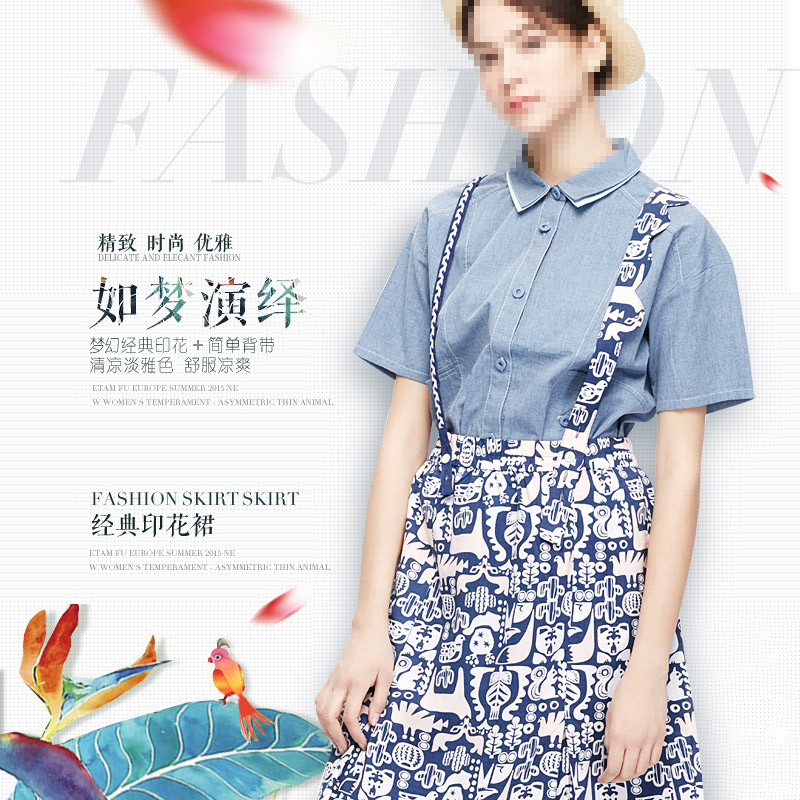 FASHION
精致 时尚 优雅
DELICATE AND ELECANT FASHION
如梦演绎
梦幻经典印花+简单背带
清凉淡雅色 舒服凉爽
ETAM FU EUROPE SUMMER 2015 NE
W WOMEN'S TEMPERAMENT - ASYMMETRIC THIN ANIMAL
FASHION SKIRT SKIRT
经典印花裙
ETAM FU EUROPE SUMMER 2015 NE
W WOMEN'S TEMPERAMENT - ASYMMETRIC THIN ANIMAL